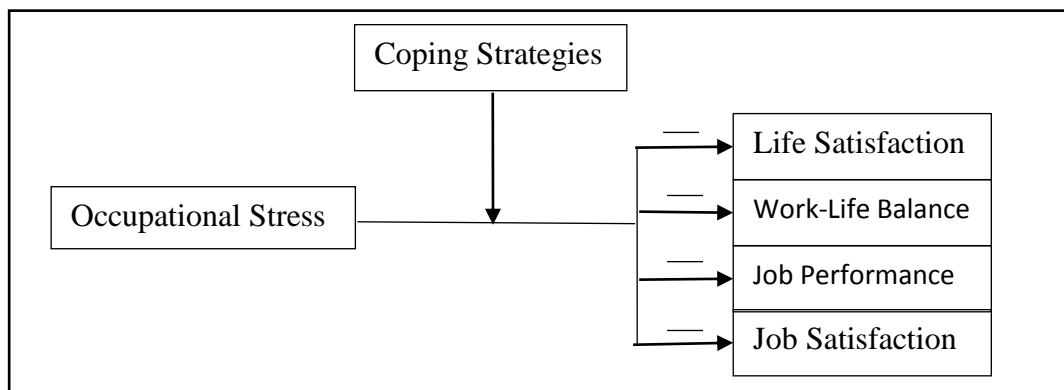 Coping Strategies
Life Satisfaction
Occupational Stress
Work-Life Balance
Job Performance
Job Satisfaction